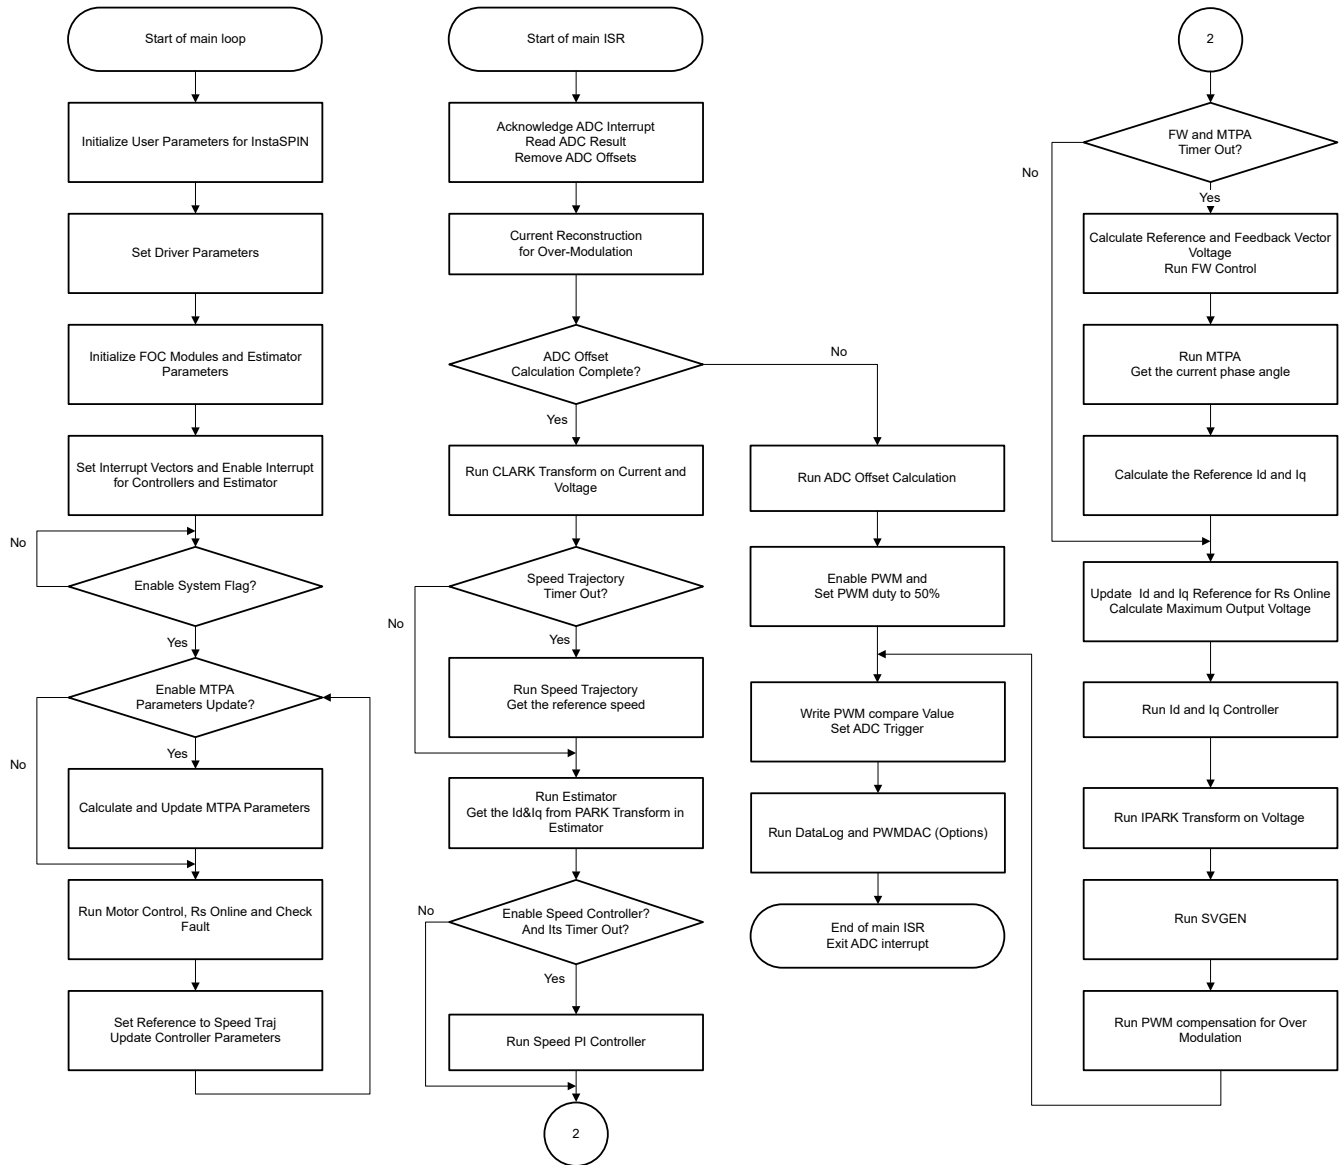 Start of main loop
Initialize User Parameters for InstaSPIN
Set Driver Parameters
Initialize FOC Modules and Estimator
Parameters
Set Interrupt Vectors and Enable Interrupt
for Controllers and Estimator
No
Enable System Flag?
Yes
Enable MTPA
Parameters Update?
Yes
No
Calculate and Update MTPA Parameters
Run Motor Control, Rs Online and Check
Fault
Set Reference to Speed Traj
Update Controller Parameters
Start of main ISR
Acknowledge ADC Interrupt
Read ADC Result
Remove ADC Offsets
Current Reconstruction
for Over-Modulation
ADC Offset
Calculation Complete?
No
Yes
Run CLARK Transform on Current and
Voltage
Speed Trajectory
Timer Out?
No
Yes
Run Speed Trajectory
Get the reference speed
Run Estimator
Get the Id&Iq from PARK Transform in
Estimator
No
Enable Speed Controller?
And Its Timer Out?
Yes
Run Speed PI Controller
2
Run ADC Offset Calculation
Enable PWM and
Set PWM duty to 50%
Write PWM compare Value
Set ADC Trigger
Run DataLog and PWMDAC (Options)
End of main ISR
Exit ADC interrupt
2
FW and MTPA
Timer Out?
No
Yes
Calculate Reference and Feedback Vector
Voltage
Run FW Control
Run MTPA
Get the current phase angle
Calculate the Reference Id and Iq
Update  Id and Iq Reference for Rs Online
Calculate Maximum Output Voltage
Run Id and Iq Controller
Run IPARK Transform on Voltage
Run SVGEN
Run PWM compensation for Over
Modulation